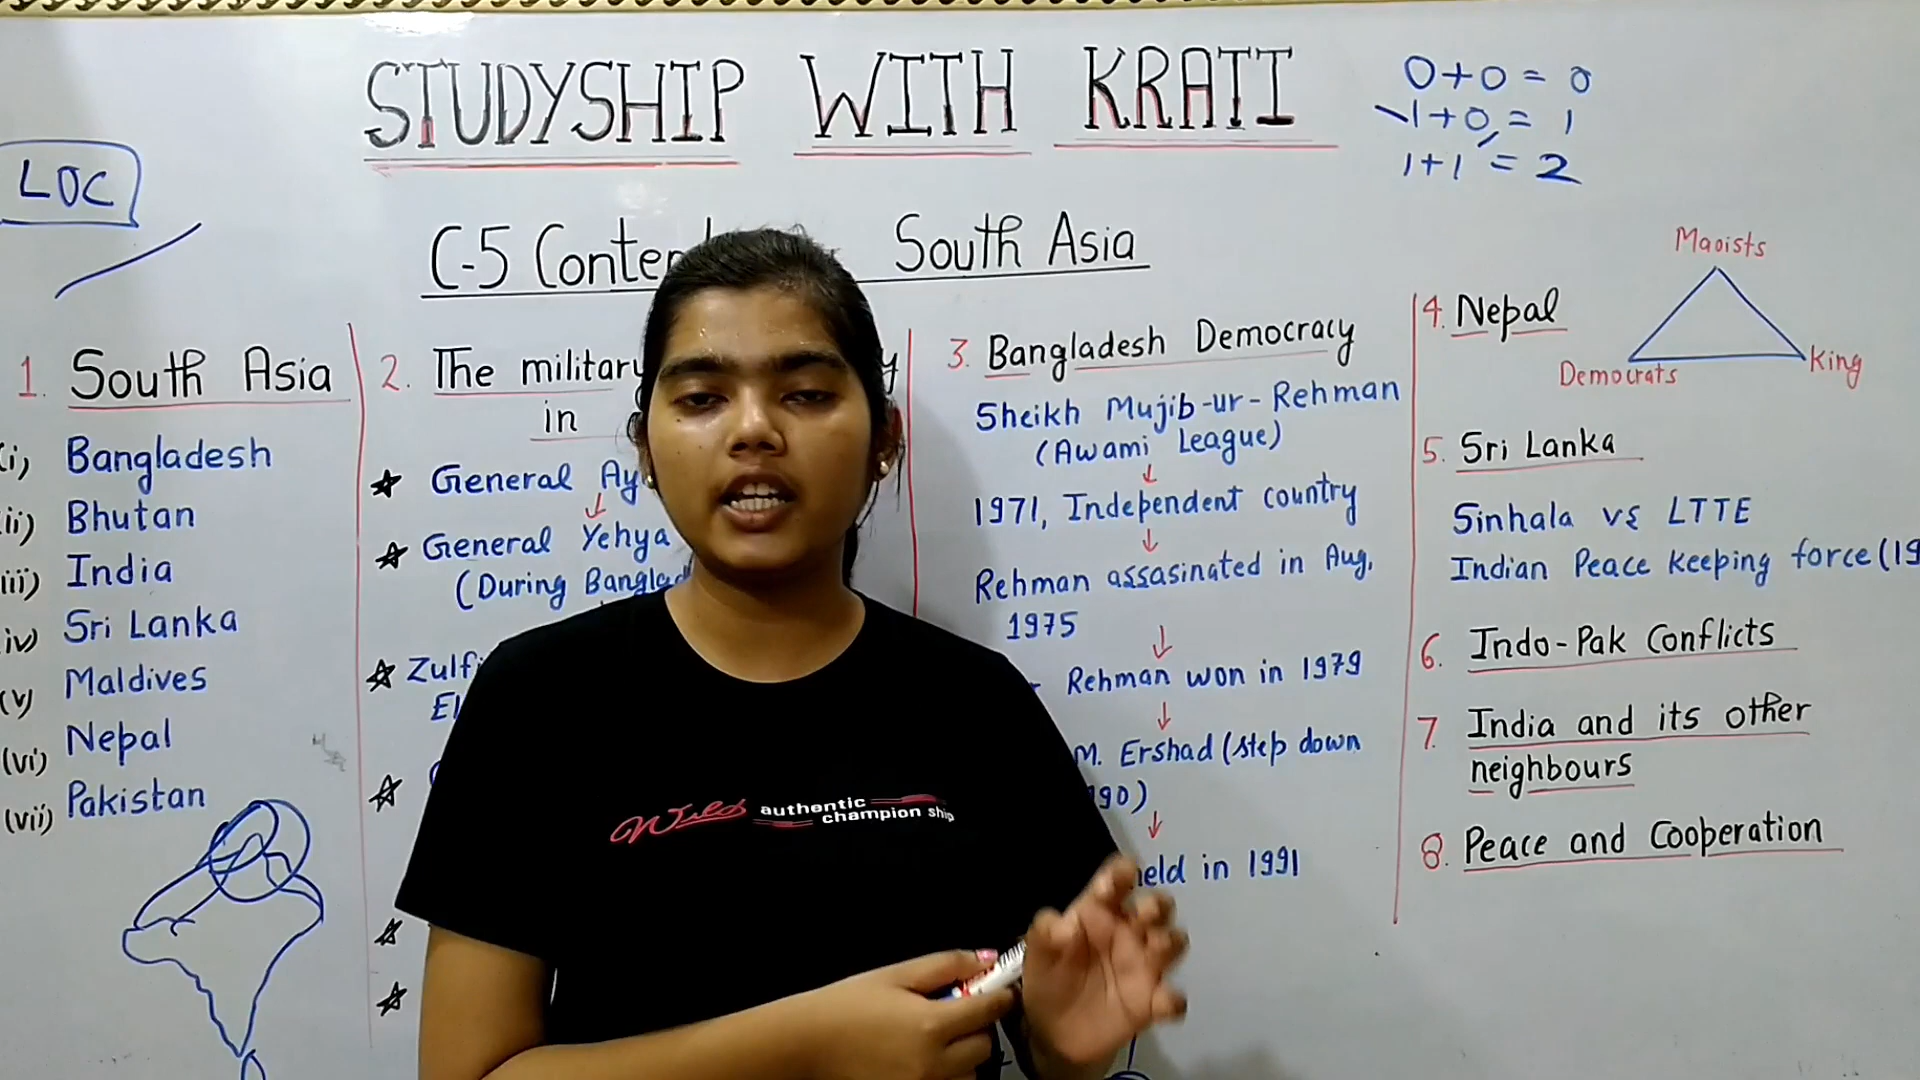 STUDYSHIP WITH KRATI
0+0 = 0
1+0 = 1
1+1 = 2
LOC
C-5 South Asia
1. South Asia
(i) Bangladesh
(ii) Bhutan
(iii) India
(iv) Sri Lanka
(v) Maldives
(vi) Nepal
(vii) Pakistan
2. The military
in
General
General Yehya
(During
3. Bangladesh Democracy
Sheikh Mujib-ur-Rehman
(Awami League)
1971, Independent country
Rehman assasinated in Aug,
1975
Rehman won in 1979
M. Ershad (step down
90)
held in 1991
4. Nepal
Maoists
Democrats
King
5. Sri Lanka
Sinhala vs LTTE
Indian Peace keeping force (19
6. Indo-Pak Conflicts
7. India and its other
neighbours
8. Peace and Cooperation
Wild authentic
champion ship